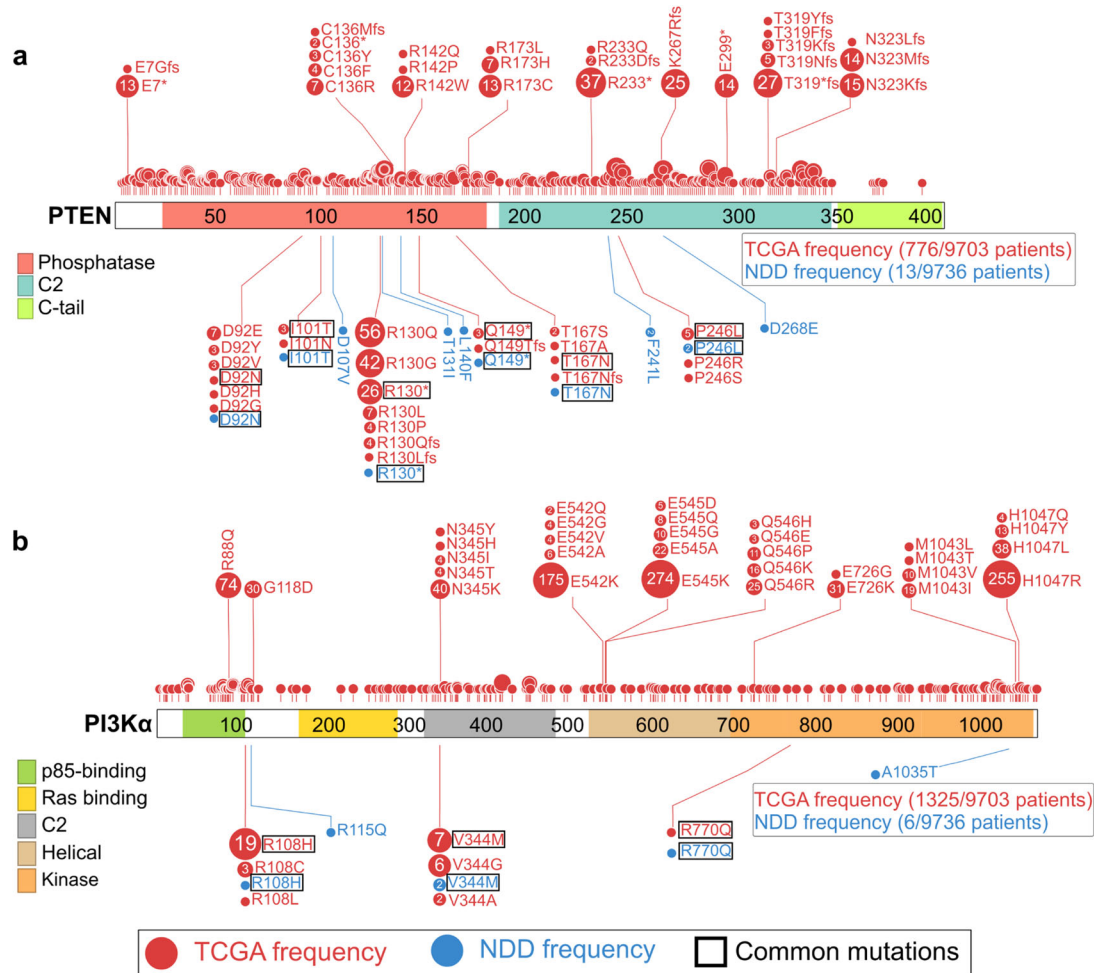 a
E7Gfs
13 E7*
C136Mfs
2 C136*
3 C136Y
4 C136F
7 C136R
R142Q
R142P
12 R142W
R173L
7 R173H
13 R173C
R233Q
2 R233Dfs
37 R233*
25 K267Rfs
14 E299*
T319Yfs
T319Ffs
3 T319Kfs
5 T319Nfs
27 T319*fs
N323Lfs
14 N323Mfs
15 N323Kfs
PTEN 50 100 150 200 250 300 350 400
Phosphatase
C2
C-tail
TCGA frequency (776/9703 patients)
NDD frequency (13/9736 patients)
7 D92E
3 D92Y
3 D92V
D92N
D92H
D92G
D92N
3 I101T
I101N
I101T
D107V
56 R130Q
42 R130G
26 R130*
7 R130L
4 R130P
4 R130Qfs
R130Lfs
R130*
T131I
L140F
3 Q149*
Q149Tfs
Q149*
2 T167S
T167A
T167N
T167Nfs
T167N
2 F241L
5 P246L
2 P246L
P246R
P246S
D268E
b
74 R88Q
30 G118D
N345Y
N345H
4 N345I
4 N345T
40 N345K
2 E542Q
4 E542G
4 E542V
6 E542A
175 E542K
5 E545D
8 E545Q
10 E545G
22 E545A
274 E545K
3 Q546H
3 Q546E
11 Q546P
16 Q546K
25 Q546R
E726G
31 E726K
M1043L
M1043T
10 M1043V
19 M1043I
4 H1047Q
13 H1047Y
38 H1047L
255 H1047R
PI3Kα 100 200 300 400 500 600 700 800 900 1000
p85-binding
Ras binding
C2
Helical
Kinase
19 R108H
3 R108C
R108H
R108L
R115Q
7 V344M
6 V344G
2 V344M
2 V344A
R770Q
R770Q
A1035T
TCGA frequency (1325/9703 patients)
NDD frequency (6/9736 patients)
TCGA frequency NDD frequency Common mutations